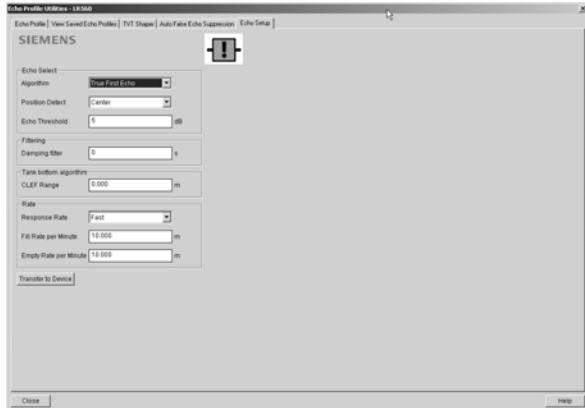 Echo Profile Utilities - LR560
Echo Profile | View Saved Echo Profiles | TVT Shaper | Auto False Echo Suppression | Echo Setup
SIEMENS
Echo Select
Algorithm True First Echo
Position Detect Center
Echo Threshold 5 dB
Filtering
Damping filter 0 s
Tank bottom algorithm
CLEF Range 0.000 m
Rate
Response Rate Fast
Fill Rate per Minute 10.000 m
Empty Rate per Minute 10.000 m
Transfer to Device
Close Help